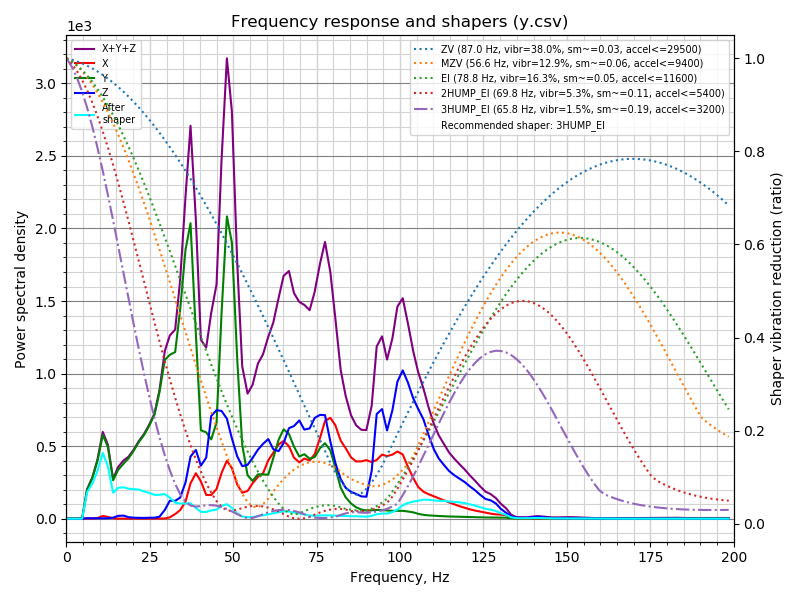 Frequency response and shapers (y.csv)
1e3
X+Y+Z
X
Y
Z
After
shaper
ZV (87.0 Hz, vibr=38.0%, sm~=0.03, accel<=29500)
MZV (56.6 Hz, vibr=12.9%, sm~=0.06, accel<=9400)
EI (78.8 Hz, vibr=16.3%, sm~=0.05, accel<=11600)
2HUMP_EI (69.8 Hz, vibr=5.3%, sm~=0.11, accel<=5400)
3HUMP_EI (65.8 Hz, vibr=1.5%, sm~=0.19, accel<=3200)
Recommended shaper: 3HUMP_EI
Power spectral density
3.0
2.5
2.0
1.5
1.0
0.5
0.0
0 25 50 75 100 125 150 175 200
Frequency, Hz
1.0
0.8
0.6
0.4
0.2
0.0
Shaper vibration reduction (ratio)